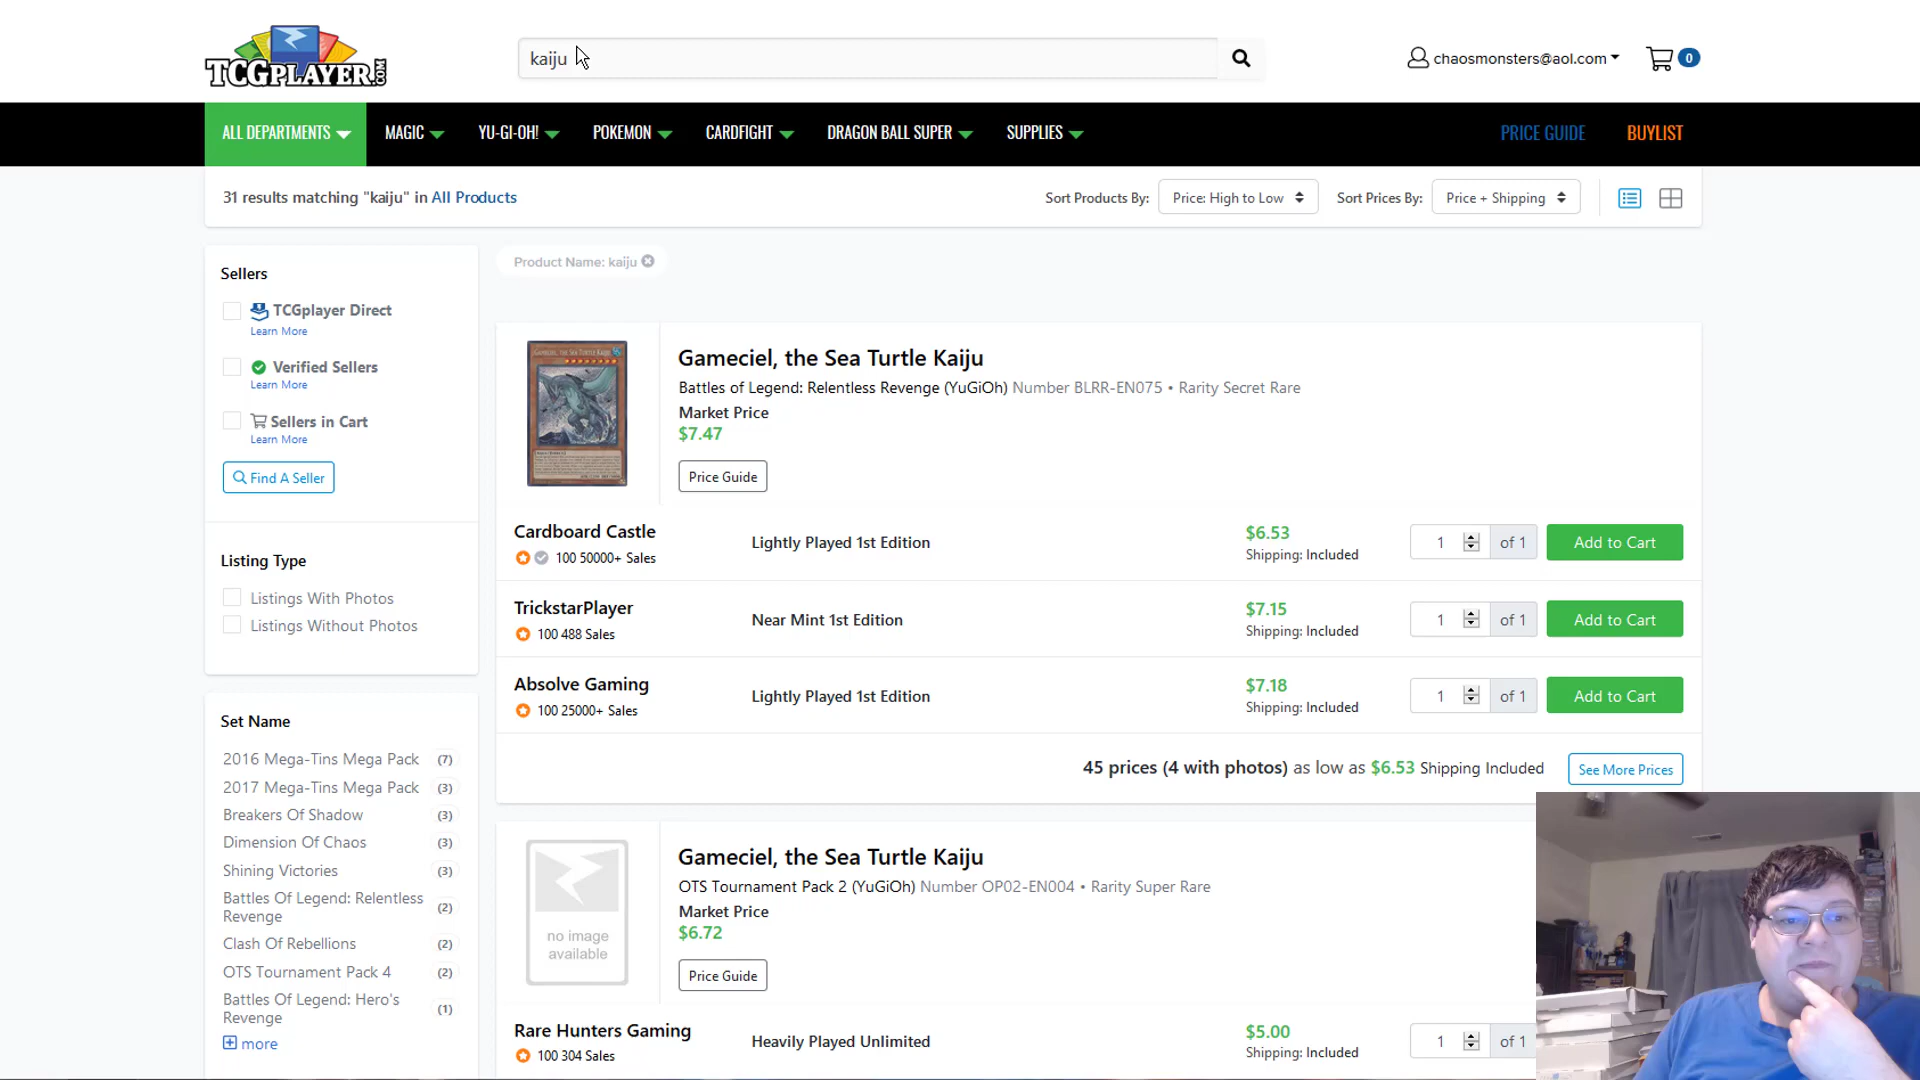 TCGPLAYER.COM
kaiju
chaosmonsters@aol.com
0
ALL DEPARTMENTS
MAGIC
YU-GI-OH!
POKEMON
CARDFIGHT
DRAGON BALL SUPER
SUPPLIES
PRICE GUIDE
BUYLIST
31 results matching "kaiju" in All Products
Sort Products By: Price: High to Low
Sort Prices By: Price + Shipping
Sellers
TCGplayer Direct
Learn More
Verified Sellers
Learn More
Sellers in Cart
Learn More
Find A Seller
Listing Type
Listings With Photos
Listings Without Photos
Set Name
2016 Mega-Tins Mega Pack (7)
2017 Mega-Tins Mega Pack (3)
Breakers Of Shadow (3)
Dimension Of Chaos (3)
Shining Victories (3)
Battles Of Legend: Relentless
Revenge (2)
Clash Of Rebellions (2)
OTS Tournament Pack 4 (2)
Battles Of Legend: Hero's
Revenge (1)
more
Product Name: kaiju
Gameciel, the Sea Turtle Kaiju
Battles of Legend: Relentless Revenge (YuGiOh) Number BLRR-EN075 • Rarity Secret Rare
Market Price
$7.47
Price Guide
Cardboard Castle
100 50000+ Sales
Lightly Played 1st Edition
$6.53
Shipping: Included
1 of 1
Add to Cart
TrickstarPlayer
100 488 Sales
Near Mint 1st Edition
$7.15
Shipping: Included
1 of 1
Add to Cart
Absolve Gaming
100 25000+ Sales
Lightly Played 1st Edition
$7.18
Shipping: Included
1 of 1
Add to Cart
45 prices (4 with photos) as low as $6.53 Shipping Included
See More Prices
no image
available
Gameciel, the Sea Turtle Kaiju
OTS Tournament Pack 2 (YuGiOh) Number OP02-EN004 • Rarity Super Rare
Market Price
$6.72
Price Guide
Rare Hunters Gaming
100 304 Sales
Heavily Played Unlimited
$5.00
Shipping: Included
1 of 1